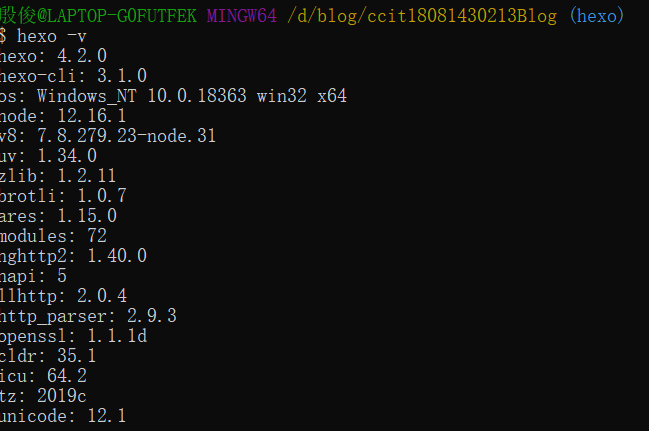 殷俊@LAPTOP-G0FUTFEK MINGW64 /d/blog/ccit18081430213Blog (hexo)
$ hexo -v
hexo: 4.2.0
hexo-cli: 3.1.0
os: Windows_NT 10.0.18363 win32 x64
node: 12.16.1
v8: 7.8.279.23-node.31
uv: 1.34.0
zlib: 1.2.11
brotli: 1.0.7
ares: 1.15.0
modules: 72
nghttp2: 1.40.0
napi: 5
llhttp: 2.0.4
http_parser: 2.9.3
openssl: 1.1.1d
cldr: 35.1
icu: 64.2
tz: 2019c
unicode: 12.1